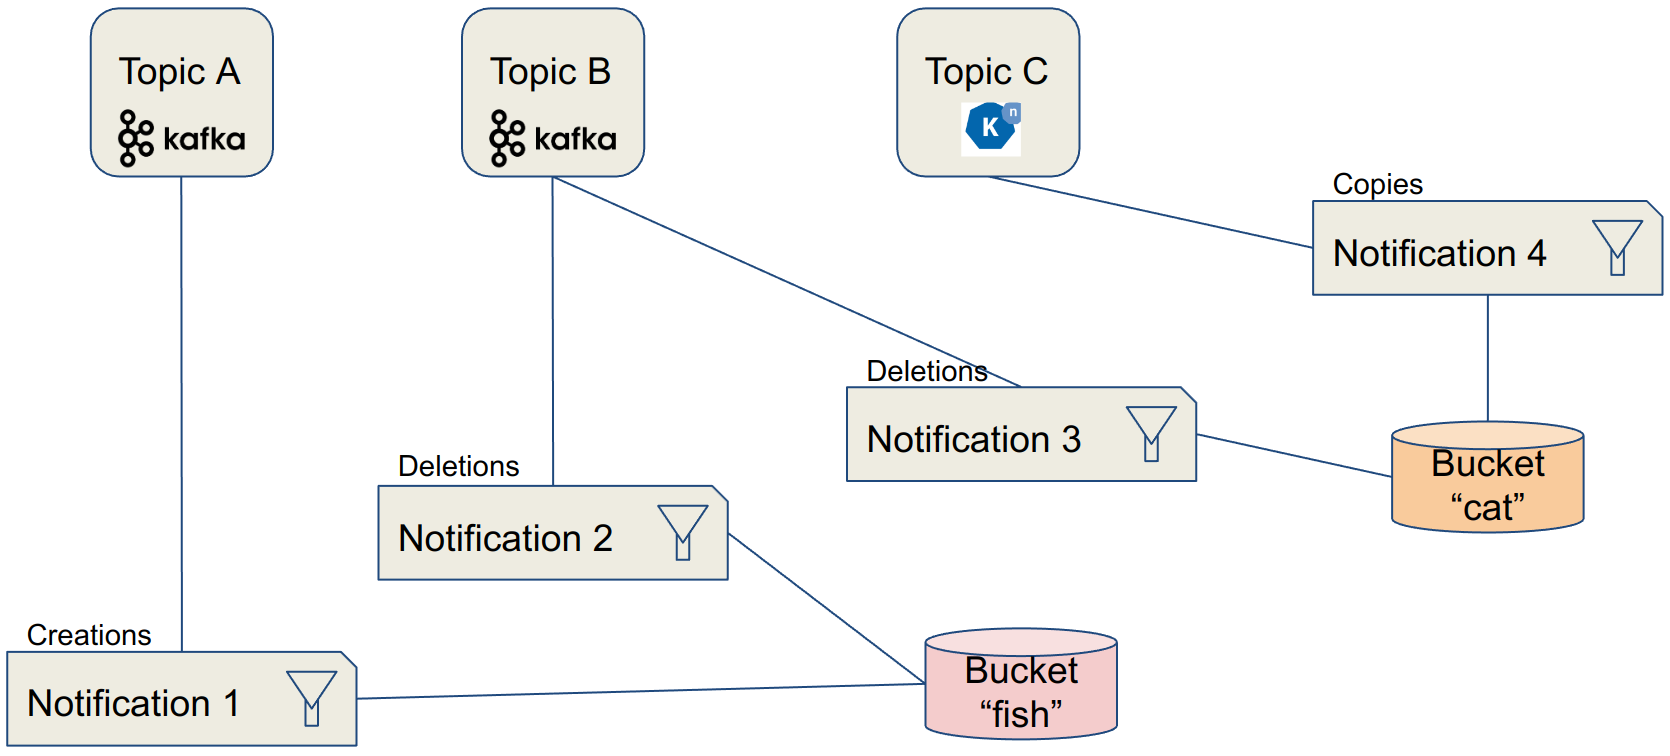 Topic A
kafka
Topic B
kafka
Topic C
K
n
Copies
Notification 4
Deletions
Notification 3
Bucket
“cat”
Deletions
Notification 2
Creations
Notification 1
Bucket
“fish”